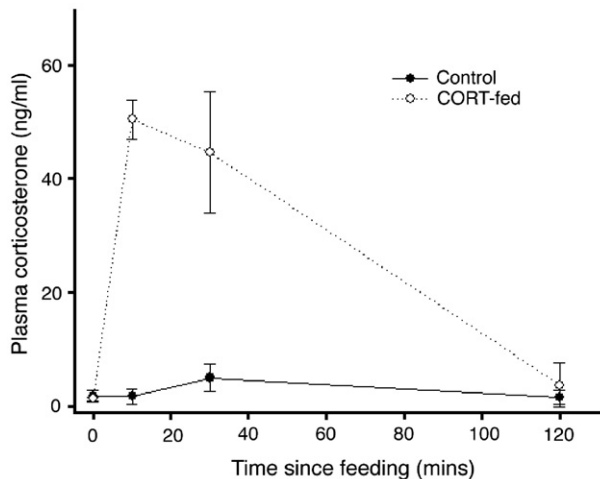 60
40
20
0
Plasma corticosterone (ng/ml)
Control
CORT-fed
0 20 40 60 80 100 120
Time since feeding (mins)